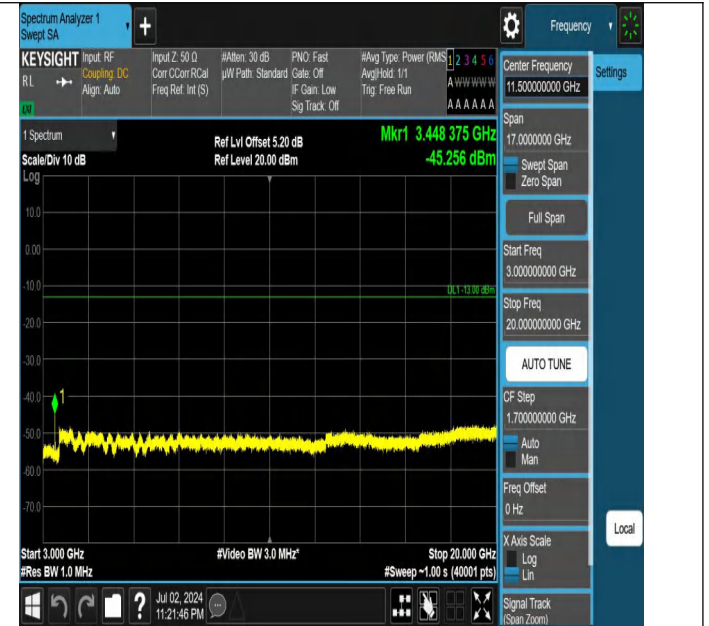 Spectrum Analyzer 1
Swept SA
Frequency
KEYSIGHT
RL
Input: RF
Coupling: DC
Align: Auto
Input Z: 50 Ω
Corr CCorr RCal
Freq Ref: Int (S)
#Atten: 30 dB
µW Path: Standard
PNO: Fast
Gate: Off
IF Gain: Low
Sig Track: Off
#Avg Type: Power (RMS
Avg|Hold: 1/1
Trig: Free Run
1 2 3 4 5 6
A W W W W W
A A A A A A
1 Spectrum
Scale/Div 10 dB
Ref Lvl Offset 5.20 dB
Ref Level 20.00 dBm
Mkr1 3.448 375 GHz
-45.256 dBm
Log
10.0
0.00
-10.0
DL1 -13.00 dBm
-20.0
-30.0
-40.0
1
-50.0
-60.0
-70.0
Start 3.000 GHz
#Res BW 1.0 MHz
#Video BW 3.0 MHz*
Stop 20.000 GHz
#Sweep ~1.00 s (40001 pts)
?
Jul 02, 2024
11:21:46 PM
Center Frequency
11.500000000 GHz
Settings
Span
17.0000000 GHz
Swept Span
Zero Span
Full Span
Start Freq
3.000000000 GHz
Stop Freq
20.000000000 GHz
AUTO TUNE
CF Step
1.700000000 GHz
Auto
Man
Freq Offset
0 Hz
X Axis Scale
Log
Lin
Local
Signal Track
(Span Zoom)